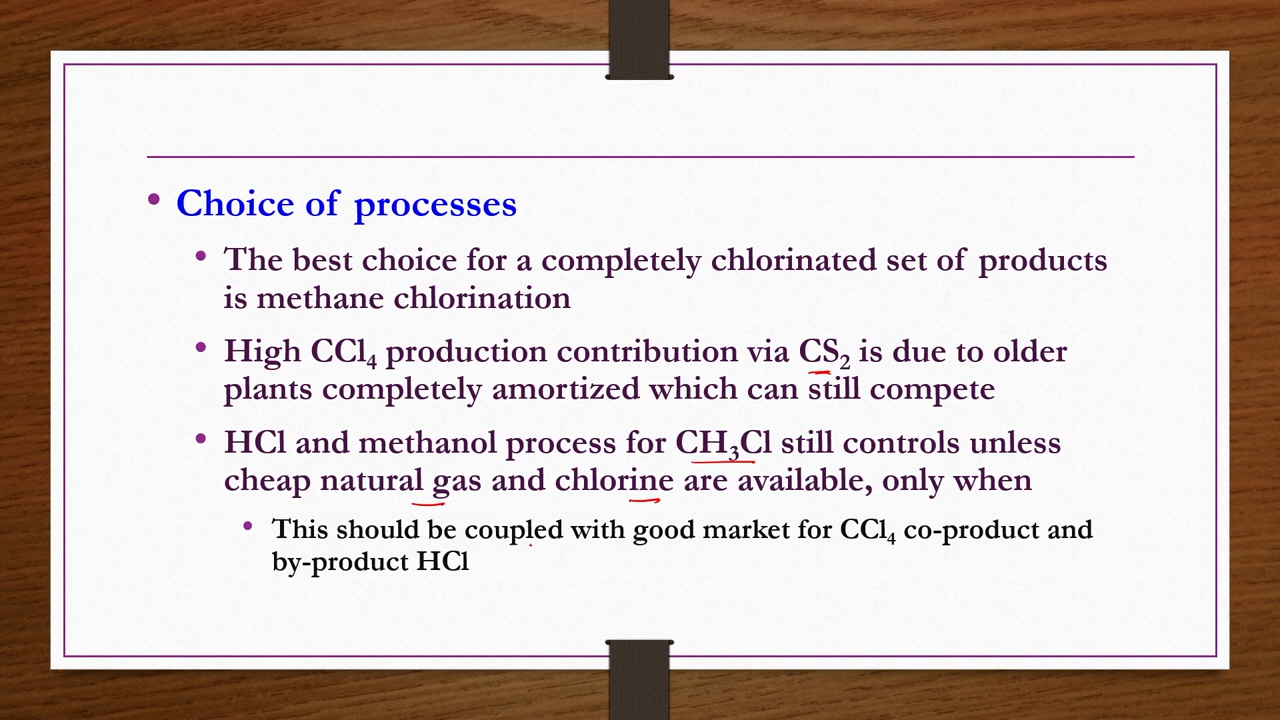 • Choice of processes
• The best choice for a completely chlorinated set of products
is methane chlorination
• High CCl₄ production contribution via CS₂ is due to older
plants completely amortized which can still compete
• HCl and methanol process for CH₃Cl still controls unless
cheap natural gas and chlorine are available, only when
• This should be coupled with good market for CCl₄ co-product and
by-product HCl